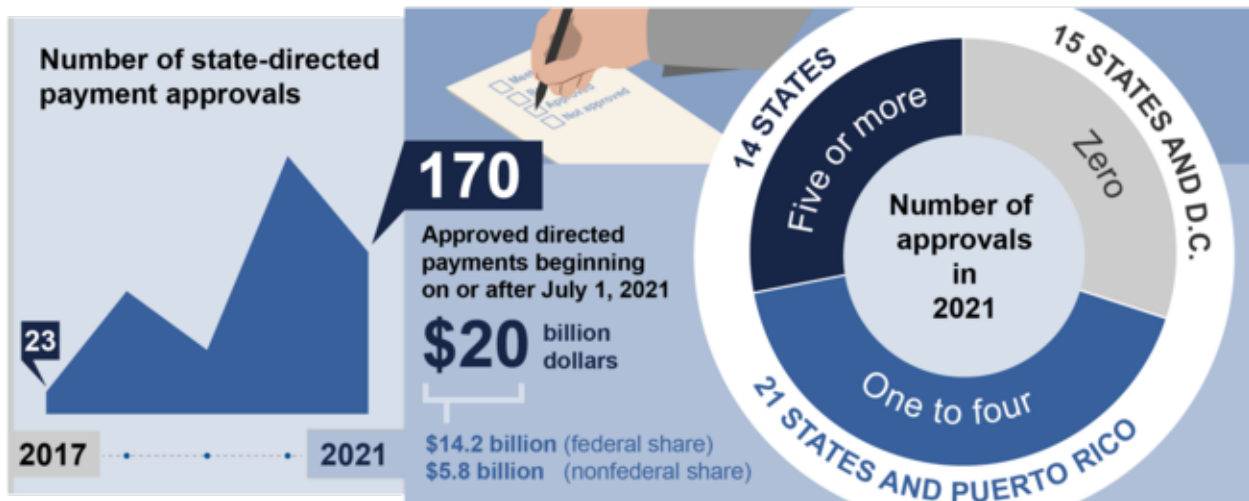 Number of state-directed
payment approvals
23
170
2017
2021
Approved
Not approved
Approved directed
payments beginning
on or after July 1, 2021
$20 billion
dollars
$14.2 billion (federal share)
$5.8 billion (nonfederal share)
14 STATES
15 STATES AND D.C.
21 STATES AND PUERTO RICO
Five or more
Zero
One to four
Number of
approvals
in
2021